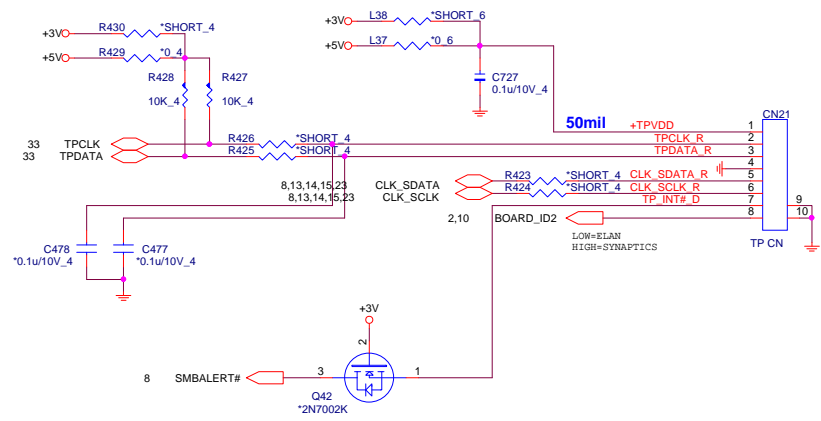 +3V R430 *SHORT_4
+5V R429 *0_4
R428 R427
10K_4 10K_4
+3V L38 *SHORT_6
+5V L37 *0_6
C727
0.1u/10V_4
33 TPCLK R426 *SHORT_4
33 TPDATA R425 *SHORT_4
50mil +TPVDD 1
TPCLK_R 2
TPDATA_R 3
4
CN21
8,13,14,15,23 CLK_SDATA R423 *SHORT_4 CLK_SDATA_R 5
8,13,14,15,23 CLK_SCLK R424 *SHORT_4 CLK_SCLK_R 6
TP_INT#_D 7
2,10 BOARD_ID2 8
9
10
LOW=ELAN
HIGH=SYNAPTICS
TP CN
C478 C477
*0.1u/10V_4 *0.1u/10V_4
+3V
2
8 SMBALERT# 3 1
Q42
*2N7002K